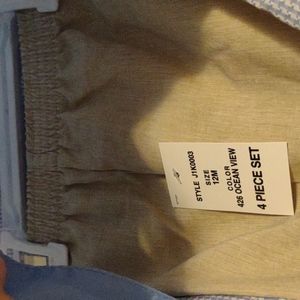 STYLE J1K0003
SIZE
12M
COLOR
426 OCEAN VIEW
4 PIECE SET